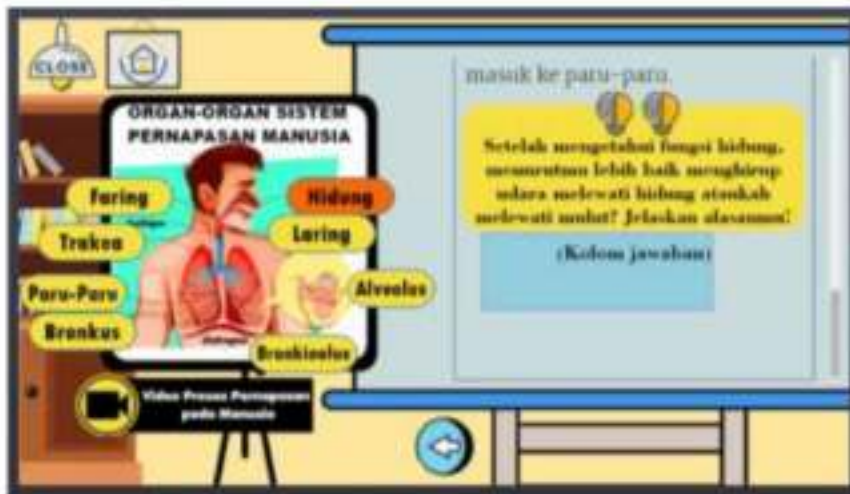 CLOSE
ORGAN-ORGAN SISTEM
PERNAPASAN MANUSIA
Faring
Hidung
Trakea
Laring
Paru-Paru
Alveolus
Bronkus
Bronkiolus
Video Proses Pernapasan
pada Manusia
masuk ke paru-paru
Setelah mengetahui fungsi hidung,
menurutmu lebih baik menghirup
udara melewati hidung ataukah
melewati mulut? Jelaskan alasanmu!
(Kolom jawaban)